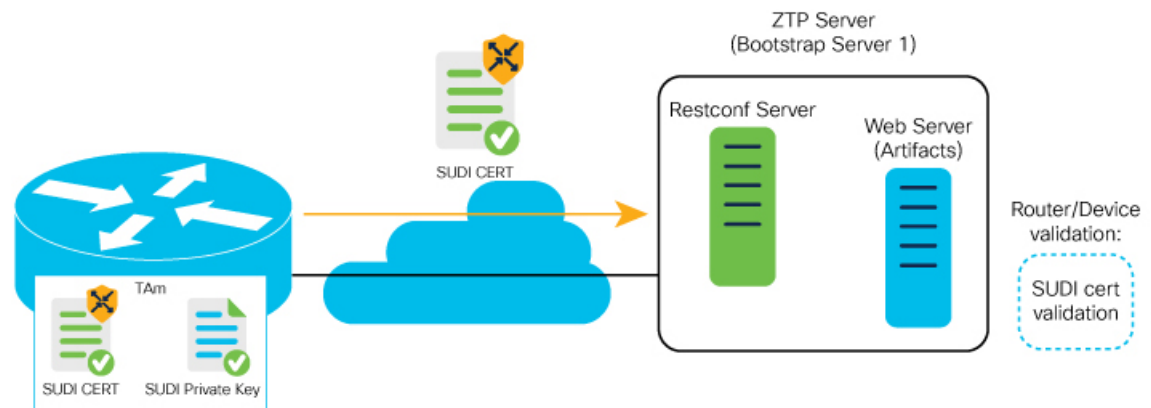 ZTP Server
(Bootstrap Server 1)
SUDI CERT
Restconf Server
Web Server
(Artifacts)
Router/Device
validation:
SUDI cert
validation
TAm
SUDI CERT
SUDI Private Key